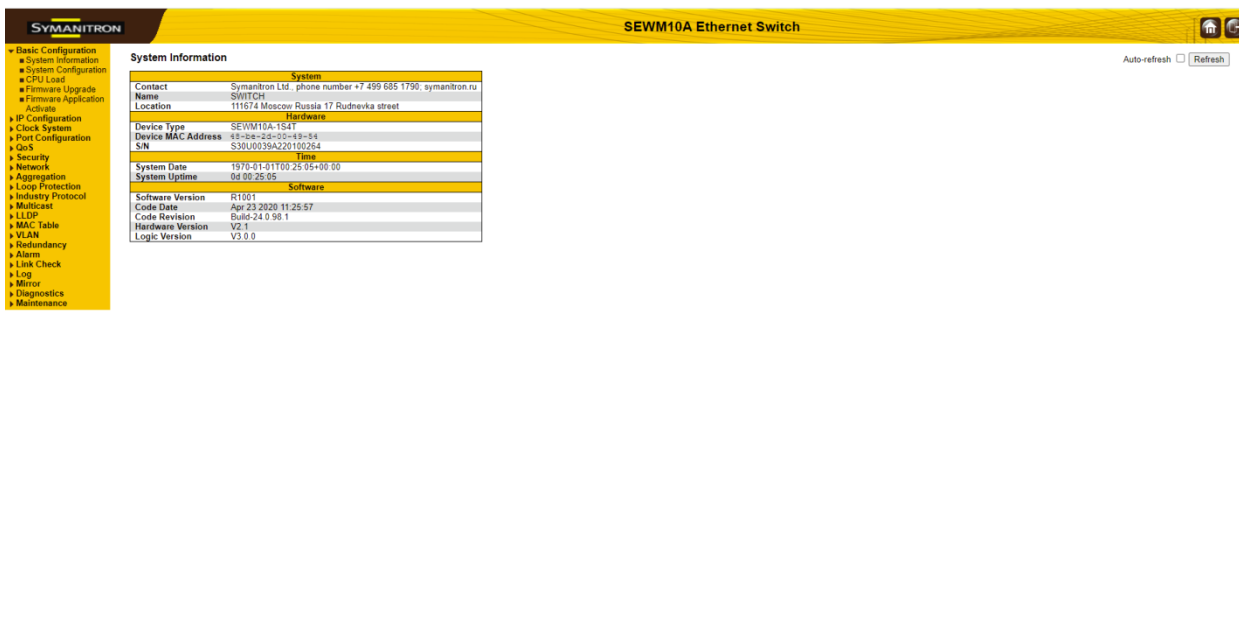 SYMANITRON
SEWM10A Ethernet Switch
Basic Configuration
System Information
System Configuration
CPU Load
Firmware Upgrade
Firmware Application
Activate
IP Configuration
Clock System
Port Configuration
QoS
Security
Network
Aggregation
Loop Protection
Industry Protocol
Multicast
LLDP
MAC Table
VLAN
Redundancy
Alarm
Link Check
Log
Mirror
Diagnostics
Maintenance
System Information
Auto-refresh Refresh
System
Contact Symanitron Ltd., phone number +7 499 685 1790; symanitron.ru
Name SWITCH
Location 111674 Moscow Russia 17 Rudnevka street
Hardware
Device Type SEWM10A-1S4T
Device MAC Address 48-be-2d-00-49-54
S/N S30U0039A220100264
Time
System Date 1970-01-01T00:25:05+00:00
System Uptime 0d 00:25:05
Software
Software Version R1001
Code Date Apr 23 2020 11:25:57
Code Revision Build-24.0.98.1
Hardware Version V2.1
Logic Version V3.0.0